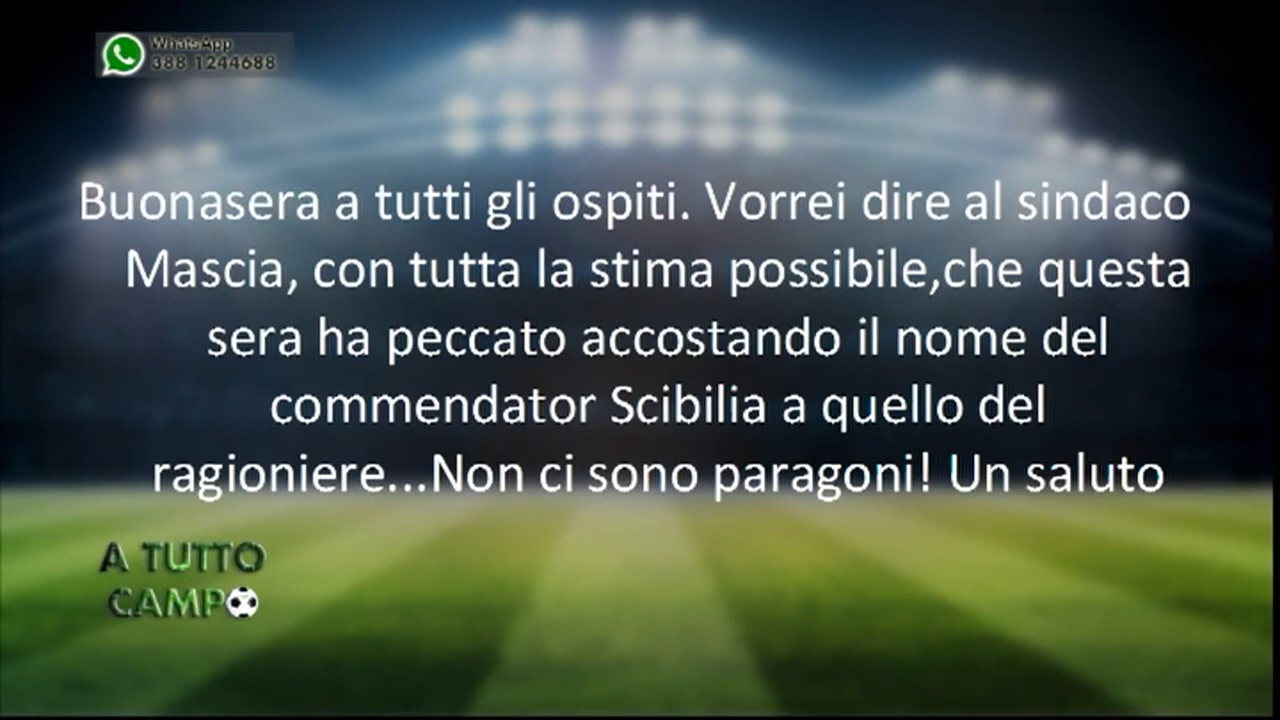 WhatsApp
388 1244688
Buonasera a tutti gli ospiti. Vorrei dire al sindaco
Mascia, con tutta la stima possibile,che questa
sera ha peccato accostando il nome del
commendator Scibilia a quello del
ragioniere...Non ci sono paragoni! Un saluto
A TUTTO
CAMPO